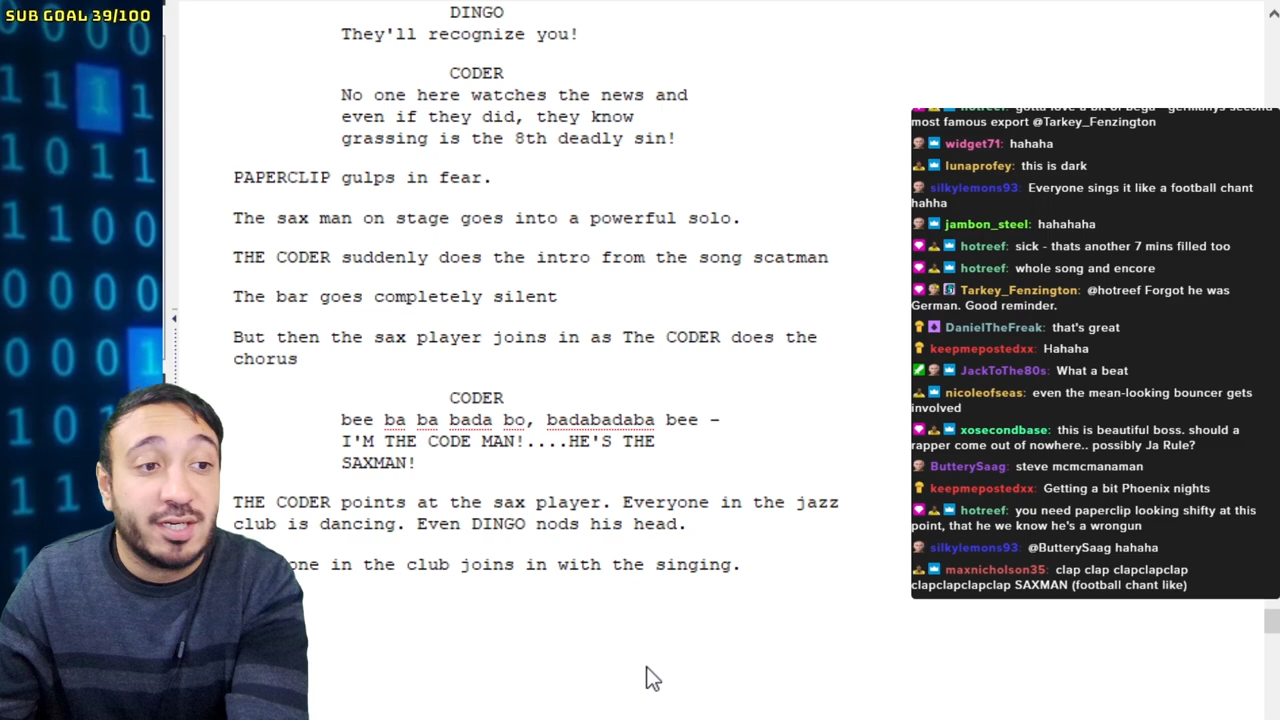 SUB GOAL 39/100
DINGO
They'll recognize you!
CODER
No one here watches the news and
even if they did, they know
grassing is the 8th deadly sin!
PAPERCLIP gulps in fear.
The sax man on stage goes into a powerful solo.
THE CODER suddenly does the intro from the song scatman
The bar goes completely silent
But then the sax player joins in as The CODER does the
chorus
CODER
bee ba ba bada bo, badabadaba bee –
I'M THE CODE MAN!....HE'S THE
SAXMAN!
THE CODER points at the sax player. Everyone in the jazz
club is dancing. Even DINGO nods his head.
one in the club joins in with the singing.
most famous export @Tarkey_Fenzington
widget71: hahaha
lunaprofey: this is dark
silkylemons93: Everyone sings it like a football chant
hahha
jambon_steel: hahahaha
hotreef: sick - thats another 7 mins filled too
hotreef: whole song and encore
Tarkey_Fenzington: @hotreef Forgot he was
German. Good reminder.
DanielTheFreak: that's great
keepmepostedxx: Hahaha
JackToThe80s: What a beat
nicoleofseas: even the mean-looking bouncer gets
involved
xosecondbase: this is beautiful boss. should a
rapper come out of nowhere.. possibly Ja Rule?
ButterySaag: steve mcmcmanaman
keepmepostedxx: Getting a bit Phoenix nights
hotreef: you need paperclip looking shifty at this
point, that he we know he's a wrongun
silkylemons93: @ButterySaag hahaha
maxnicholson35: clap clap clapclapclap
clapclapclapclap SAXMAN (football chant like)